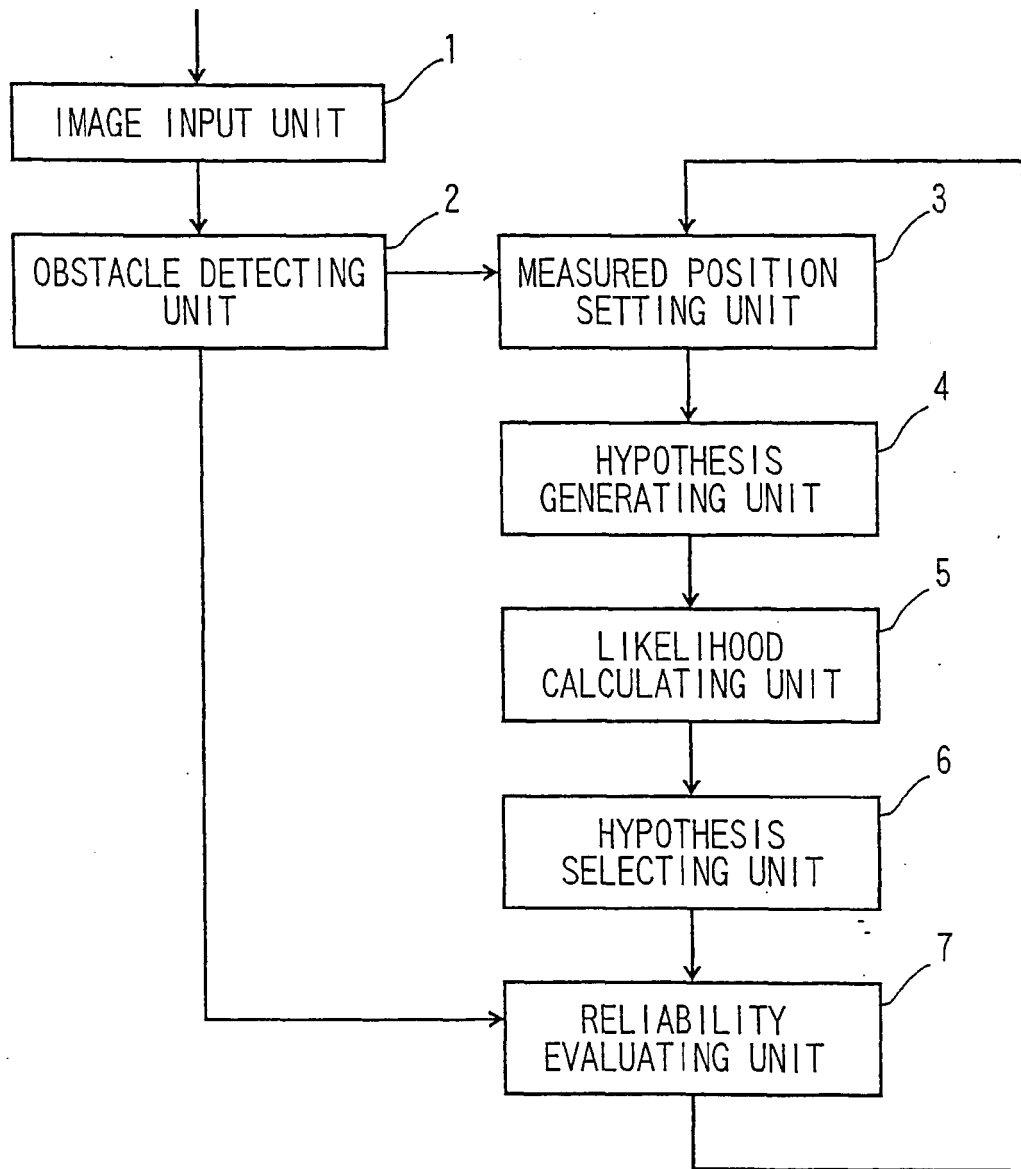 1
IMAGE INPUT UNIT
2
OBSTACLE DETECTING
UNIT
3
MEASURED POSITION
SETTING UNIT
4
HYPOTHESIS
GENERATING UNIT
5
LIKELIHOOD
CALCULATING UNIT
6
HYPOTHESIS
SELECTING UNIT
7
RELIABILITY
EVALUATING UNIT